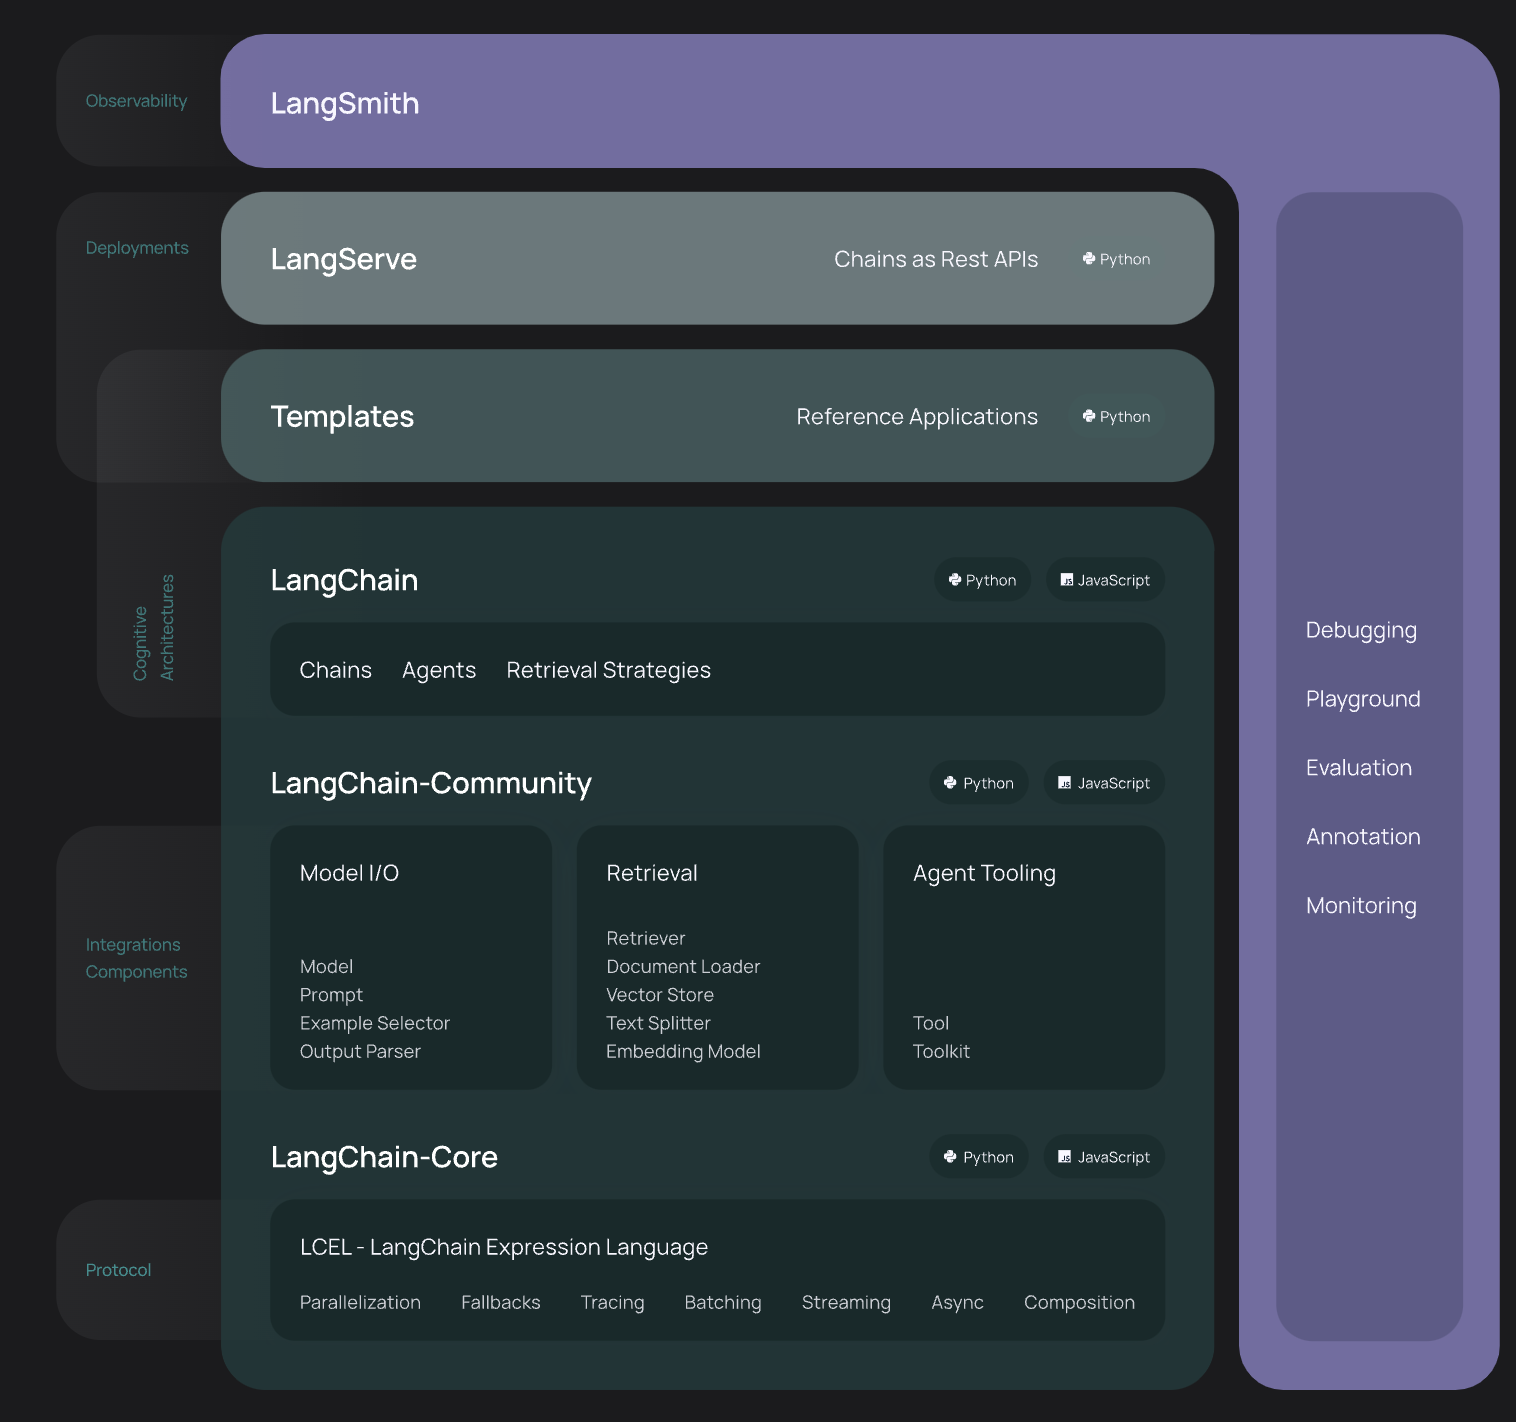 Observability
LangSmith
Deployments
LangServe
Chains as Rest APIs
Python
Templates
Reference Applications
Python
Cognitive
Architectures
LangChain
Python
JavaScript
Chains
Agents
Retrieval Strategies
LangChain-Community
Python
JavaScript
Integrations
Components
Model I/O
Model
Prompt
Example Selector
Output Parser
Retrieval
Retriever
Document Loader
Vector Store
Text Splitter
Embedding Model
Agent Tooling
Tool
Toolkit
LangChain-Core
Python
JavaScript
Protocol
LCEL - LangChain Expression Language
Parallelization
Fallbacks
Tracing
Batching
Streaming
Async
Composition
Debugging
Playground
Evaluation
Annotation
Monitoring